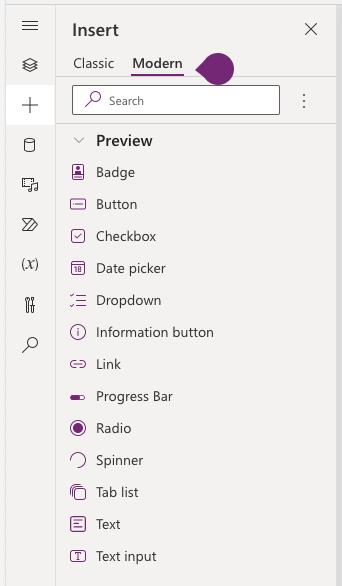 Insert
Classic Modern
Search
Preview
Badge
Button
Checkbox
18 Date picker
Dropdown
Information button
Link
(x)
Progress Bar
Radio
Spinner
Tab list
Text
T Text input